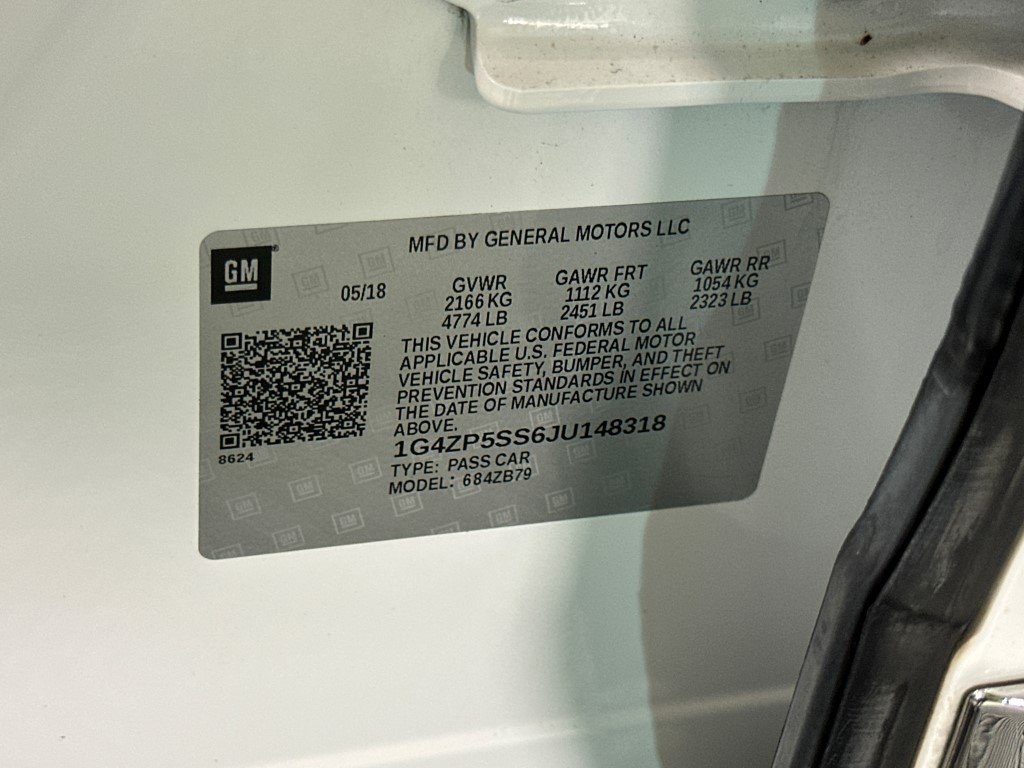 MFD BY GENERAL MOTORS LLC
GM
05/18
GVWR
2166 KG
4774 LB
GAWR FRT
1112 KG
2451 LB
GAWR RR
1054 KG
2323 LB
THIS VEHICLE CONFORMS TO ALL
APPLICABLE U.S. FEDERAL MOTOR
VEHICLE SAFETY, BUMPER, AND THEFT
PREVENTION STANDARDS IN EFFECT ON
THE DATE OF MANUFACTURE SHOWN
ABOVE.
1G4ZP5SS6JU148318
8624
TYPE: PASS CAR
MODEL: 684ZB79